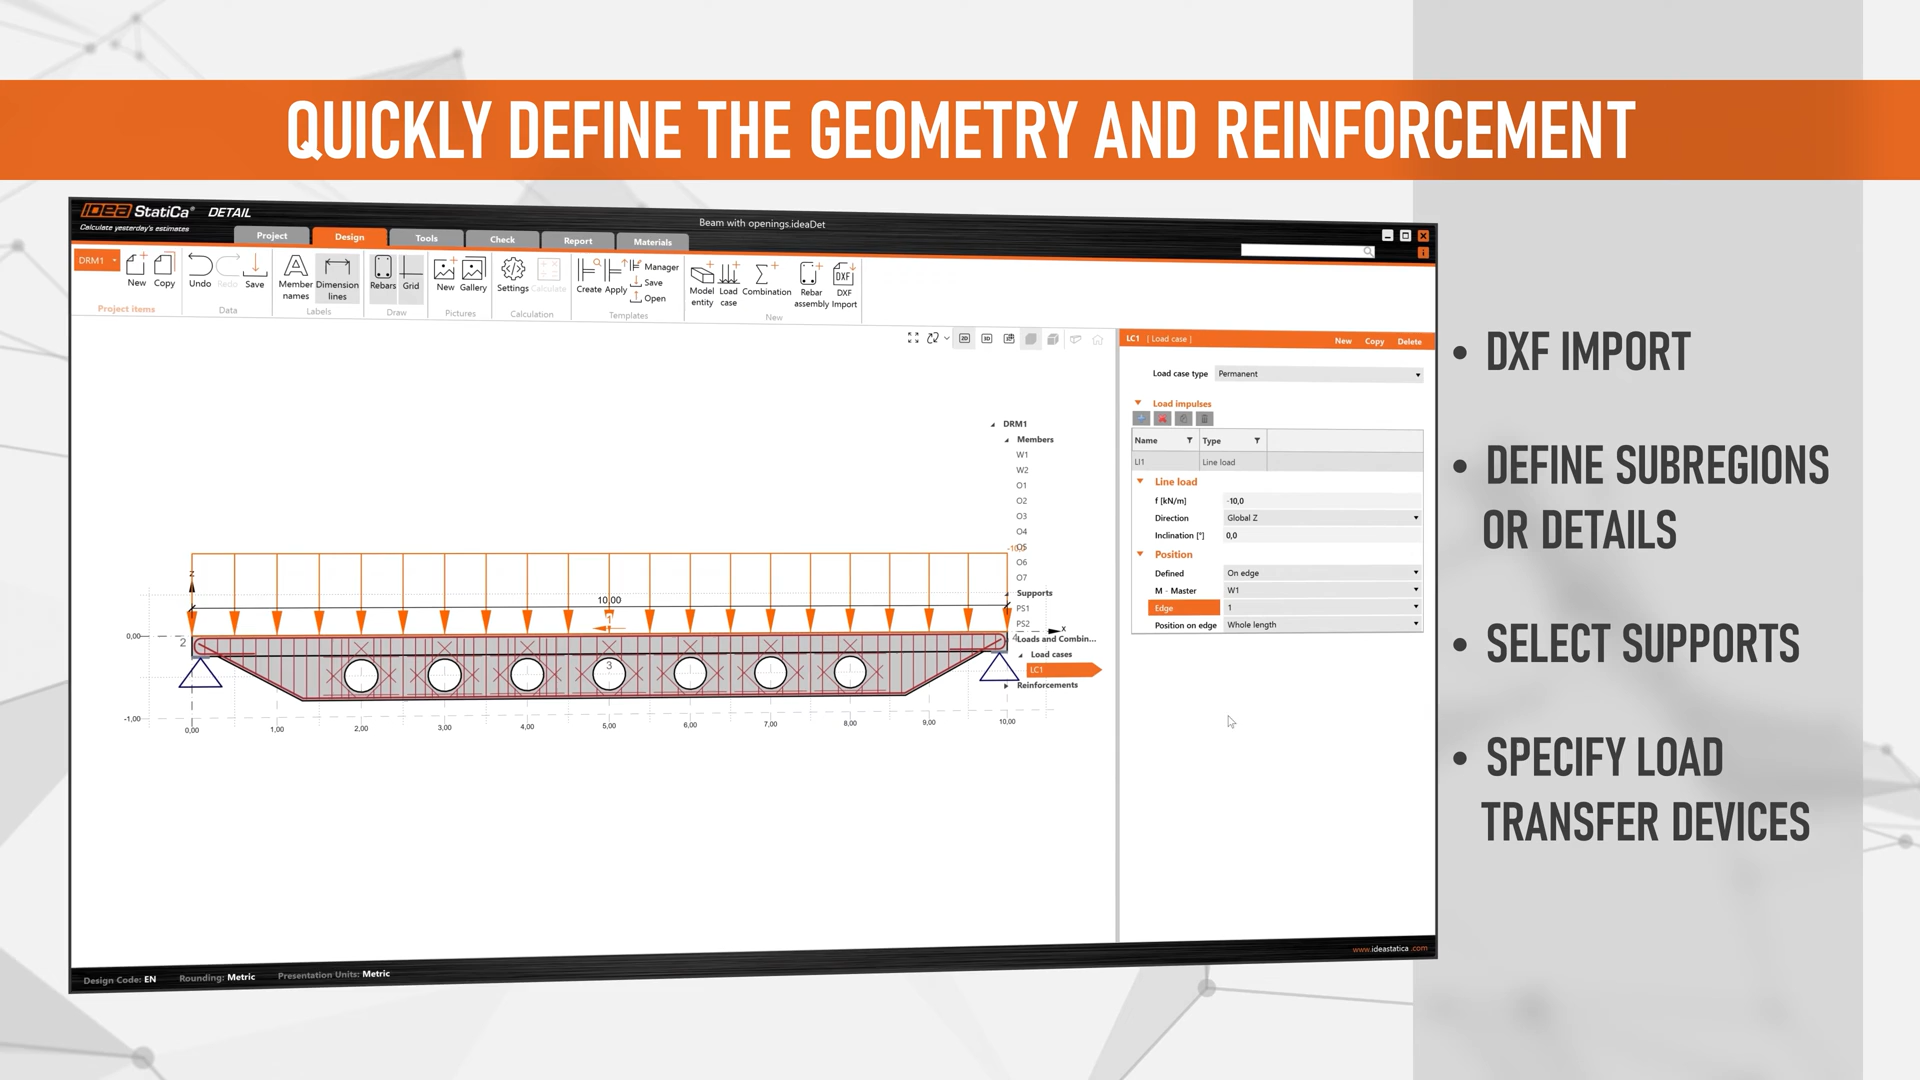 QUICKLY DEFINE THE GEOMETRY AND REINFORCEMENT
IDEA StatiCa® DETAIL
Calculate yesterday's estimates
Beam with openings.ideaDet
Project Design Tools Check Report Materials
DRM1
New Copy
Project items
Undo Redo Save
Data
Member names
Dimension lines
Labels
Rebars Grid
Draw
New Gallery
Pictures
Settings Calculate
Calculation
Create Apply
Manager
Save
Open
Templates
Model entity
Load case
Combination
Rebar assembly
DXF
DXF Import
New
LC1 | Load case |
New Copy Delete
Load case type Permanent
Load impulses
Name Type
LI1 Line load
Line load
f [kN/m] -10,0
Direction Global Z
Inclination [°] 0,0
Position
Defined On edge
M - Master W1
Edge 1
Position on edge Whole length
DRM1
Members
W1
W2
O1
O2
O3
O4
O5
O6
O7
Supports
PS1
PS2
Loads and Combin...
Load cases
LC1
Reinforcements
-10,0
z
10,00
1
x
0,00
2
3
4
-1,00
0,00 1,00 2,00 3,00 4,00 5,00 6,00 7,00 8,00 9,00 10,00
Design Code: EN Rounding: Metric Presentation Units: Metric
www.ideastatica.com
• DXF IMPORT
• DEFINE SUBREGIONS
OR DETAILS
• SELECT SUPPORTS
• SPECIFY LOAD
TRANSFER DEVICES